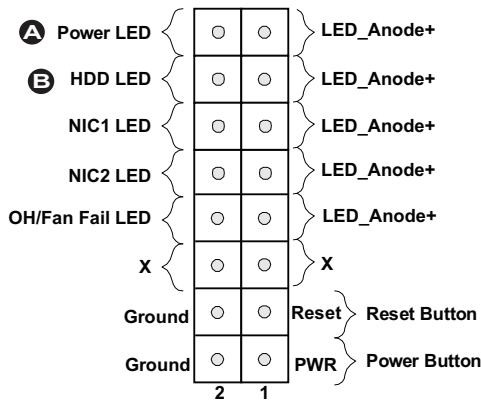 A Power LED LED_Anode+
B HDD LED LED_Anode+
NIC1 LED LED_Anode+
NIC2 LED LED_Anode+
OH/Fan Fail LED LED_Anode+
X X
Ground Reset Reset Button
Ground PWR Power Button
2 1